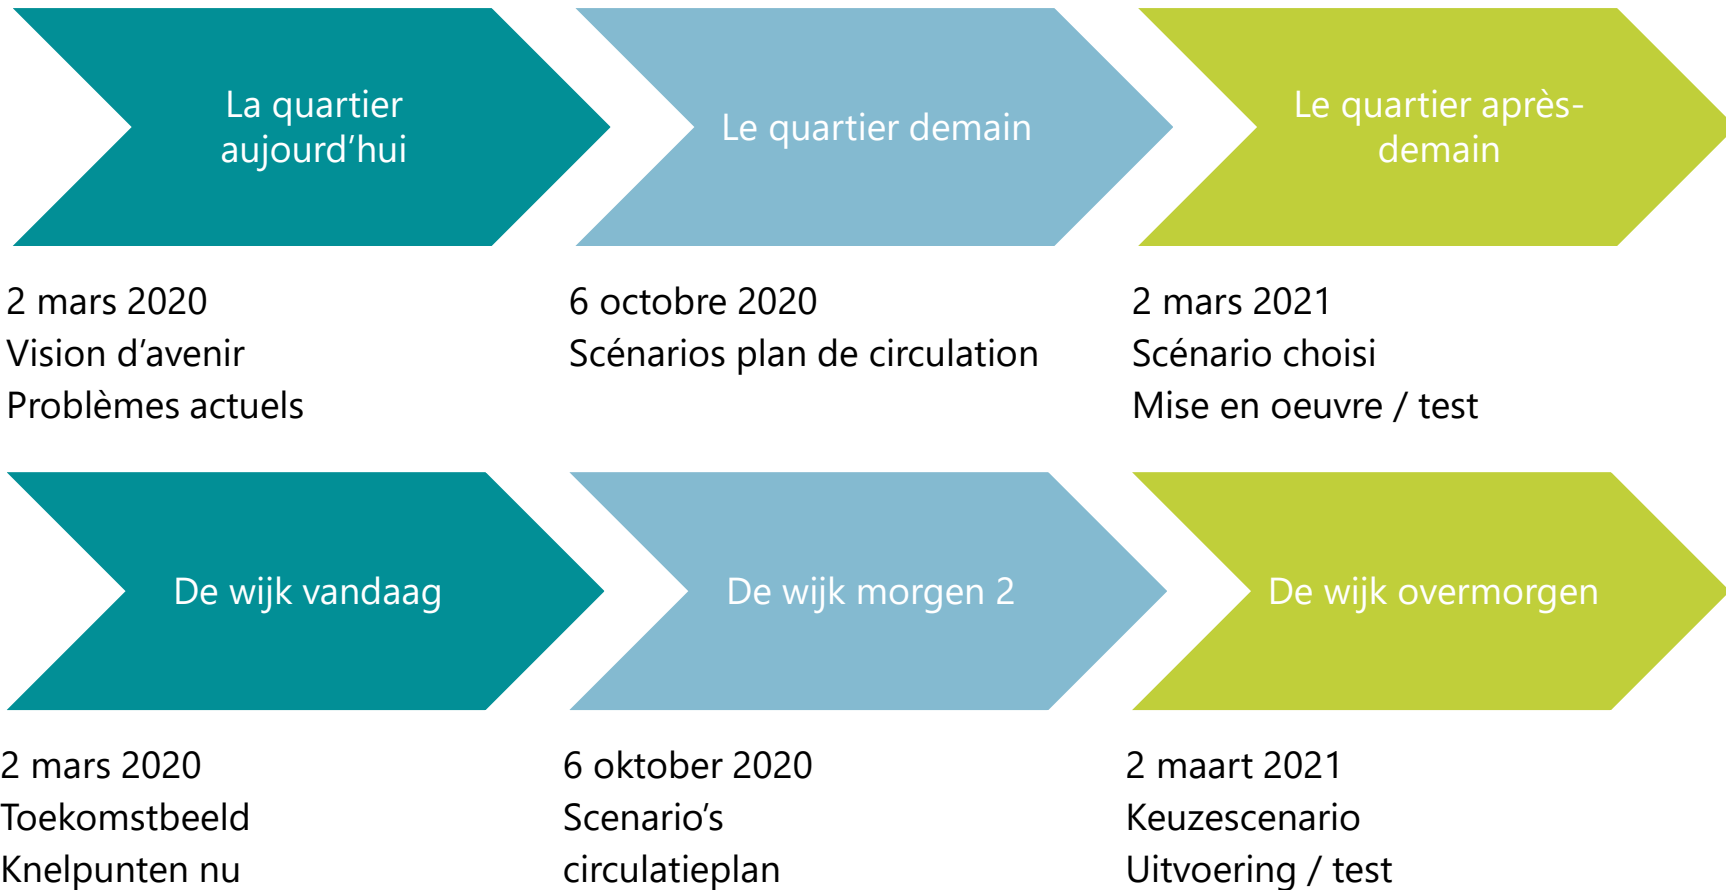 La quartier
aujourd’hui
Le quartier demain
Le quartier après-
demain
2 mars 2020
Vision d’avenir
Problèmes actuels
6 octobre 2020
Scénarios plan de circulation
2 mars 2021
Scénario choisi
Mise en oeuvre / test
De wijk vandaag
De wijk morgen 2
De wijk overmorgen
2 mars 2020
Toekomstbeeld
Knelpunten nu
6 oktober 2020
Scenario’s
circulatieplan
2 maart 2021
Keuzescenario
Uitvoering / test